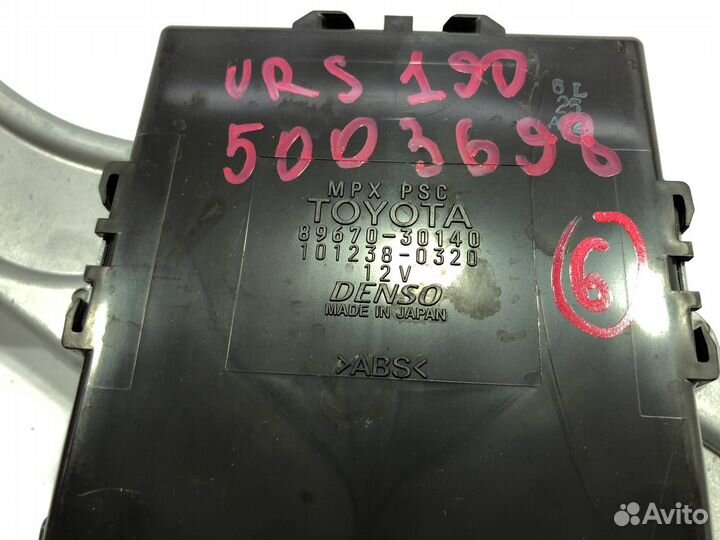 URS 190
6L
25
5003698
MPX PSC
TOYOTA
89670-30140
101238-0320
12V
DENSO
MADE IN JAPAN
>ABS<
6
Avito